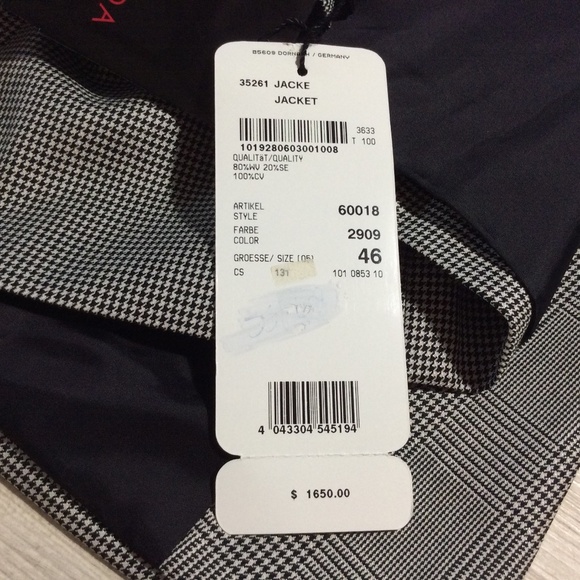 DA
85609 DORNACH / GERMANY
35261 JACKE
JACKET
3633
T 100
1019280603001008
QUALITäT/QUALITY
80%WV 20%SE
100%CV
ARTIKEL
STYLE 60018
FARBE
COLOR 2909
GROESSE/ SIZE (05) 46
CS 131 101 0853 10
4 043304 545194
$ 1650.00